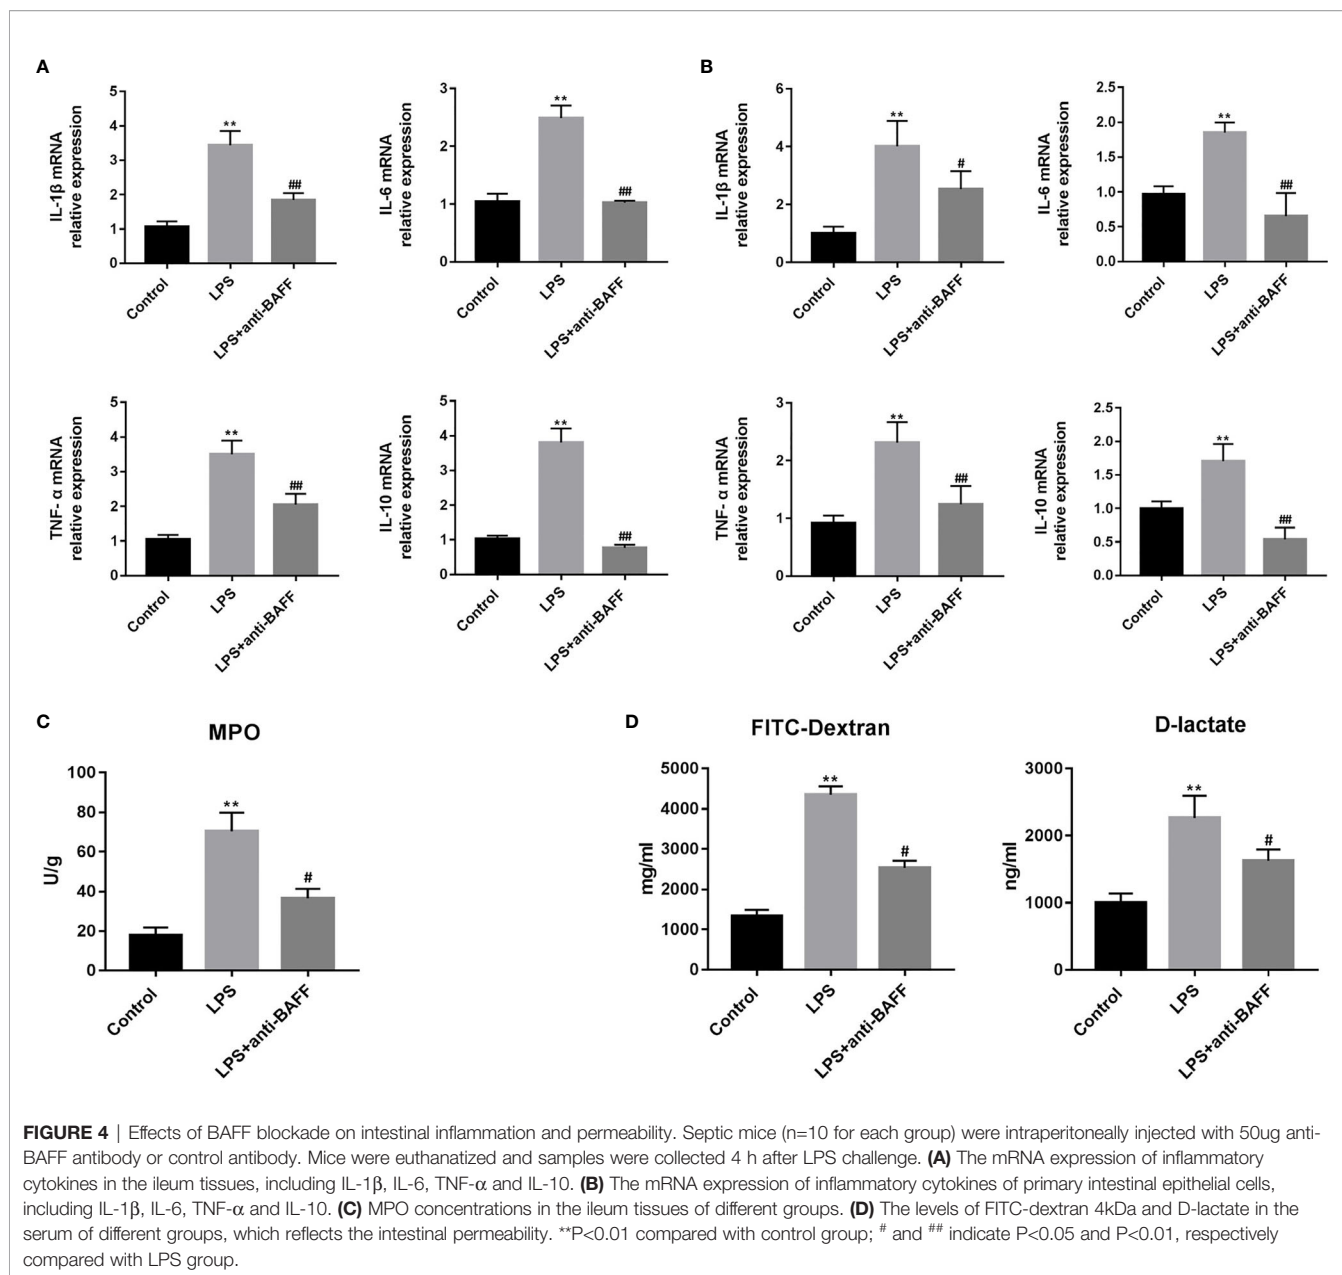 A
IL-1β mRNA
relative expression
5
4
3
2
1
0
**
##
Control
LPS
LPS+anti-BAFF
IL-6 mRNA
relative expression
3
2
1
0
**
##
Control
LPS
LPS+anti-BAFF
B
IL-1β mRNA
relative expression
6
4
2
0
**
#
Control
LPS
LPS+anti-BAFF
IL-6 mRNA
relative expression
2.5
2.0
1.5
1.0
0.5
0.0
**
##
Control
LPS
LPS+anti-BAFF
TNF- α mRNA
relative expression
5
4
3
2
1
0
**
##
Control
LPS
LPS+anti-BAFF
IL-10 mRNA
relative expression
5
4
3
2
1
0
**
##
Control
LPS
LPS+anti-BAFF
TNF- α mRNA
relative expression
3
2
1
0
**
##
Control
LPS
LPS+anti-BAFF
IL-10 mRNA
relative expression
2.5
2.0
1.5
1.0
0.5
0.0
**
##
Control
LPS
LPS+anti-BAFF
C
MPO
U/g
100
80
60
40
20
0
**
#
Control
LPS
LPS+anti-BAFF
D
FITC-Dextran
mg/ml
5000
4000
3000
2000
1000
0
**
#
Control
LPS
LPS+anti-BAFF
D-lactate
ng/ml
3000
2000
1000
0
**
#
Control
LPS
LPS+anti-BAFF
FIGURE 4 | Effects of BAFF blockade on intestinal inflammation and permeability. Septic mice (n=10 for each group) were intraperitoneally injected with 50ug anti-
BAFF antibody or control antibody. Mice were euthanatized and samples were collected 4 h after LPS challenge. (A) The mRNA expression of inflammatory
cytokines in the ileum tissues, including IL-1β, IL-6, TNF-α and IL-10. (B) The mRNA expression of inflammatory cytokines of primary intestinal epithelial cells,
including IL-1β, IL-6, TNF-α and IL-10. (C) MPO concentrations in the ileum tissues of different groups. (D) The levels of FITC-dextran 4kDa and D-lactate in the
serum of different groups, which reflects the intestinal permeability. **P<0.01 compared with control group; # and ## indicate P<0.05 and P<0.01, respectively
compared with LPS group.